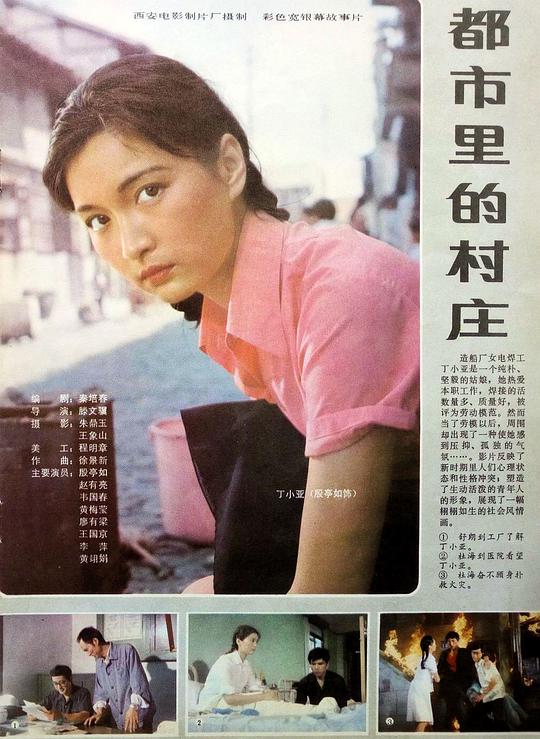 西安电影制片厂摄制　彩色宽银幕故事片
都市里的村庄
造船厂女电焊工
丁小亚是一个纯朴、
坚毅的姑娘，她热爱
本职工作，焊接的活
数量多、质量好，被
评为劳动模范。然而
当了劳模以后，周围
却出现了一种使她感
到压抑、孤独的气
氛……。影片反映了
新时期里人们心理状
态和性格冲突；塑造
了生动活泼的青年人
的形象，展现了一幅
栩栩如生的社会风情
画。
① 舒朗到工厂了解
丁小亚。
② 杜海到医院看望
丁小亚。
③ 杜海奋不顾身扑
救火灾。
编　剧：秦培春
导　演：滕文骥
摄　影：朱鼎玉
王象山
美　工：程明章
作　曲：徐景新
主要演员：殷亭如
赵有亮
韦国春
黄梅莹
廖有梁
王国京
李　萍
黄翊娟
丁小亚（殷亭如饰）
1
2
3